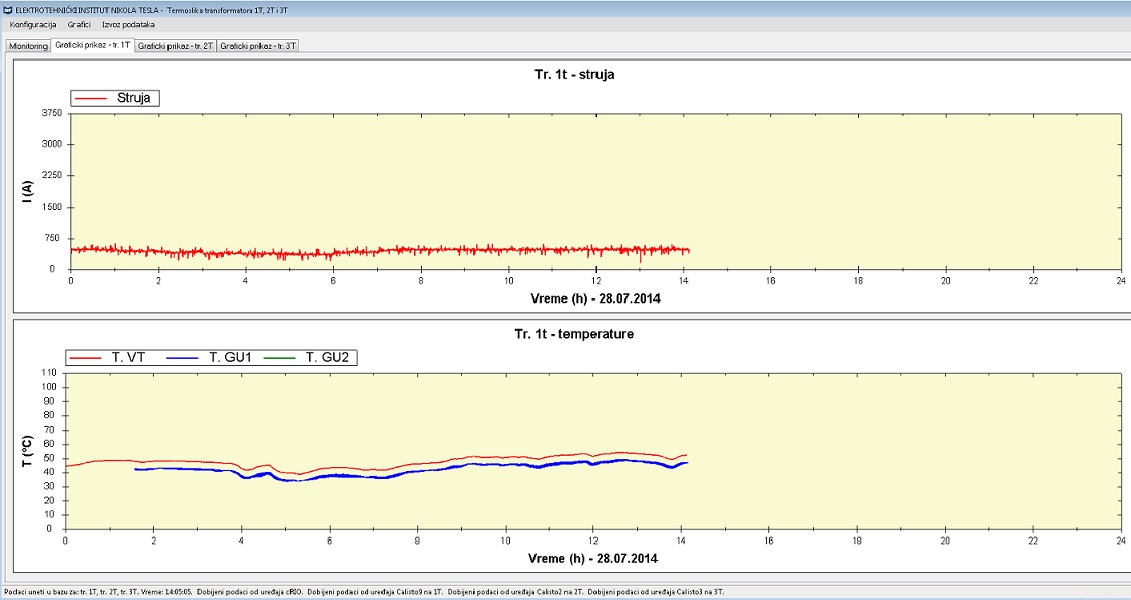 ELEKTROTEHNIČKI INSTITUT NIKOLA TESLA - Termoslika transformatora 1T, 2T i 3T
Konfiguracija Grafici Izvoz podataka
Monitoring Graficki prikaz - tr. 1T Graficki prikaz - tr. 2T Graficki prikaz - tr. 3T
Tr. 1t - struja
Struja
3750
3000
2250
1500
750
0
I (A)
0 2 4 6 8 10 12 14 16 18 20 22 24
Vreme (h) - 28.07.2014
Tr. 1t - temperature
T. VT T. GU1 T. GU2
110
100
90
80
70
60
50
40
30
20
10
0
T (°C)
0 2 4 6 8 10 12 14 16 18 20 22 24
Vreme (h) - 28.07.2014
Podaci uneti u bazu za: tr. 1T, tr. 2T, tr. 3T. Vreme: 14:05:05. Dobijeni podaci od uređaja cRIO. Dobijeni podaci od uređaja Calisto9 na 1T. Dobijeni podaci od uređaja Calisto2 na 2T. Dobijeni podaci od uređaja Calisto3 na 3T.